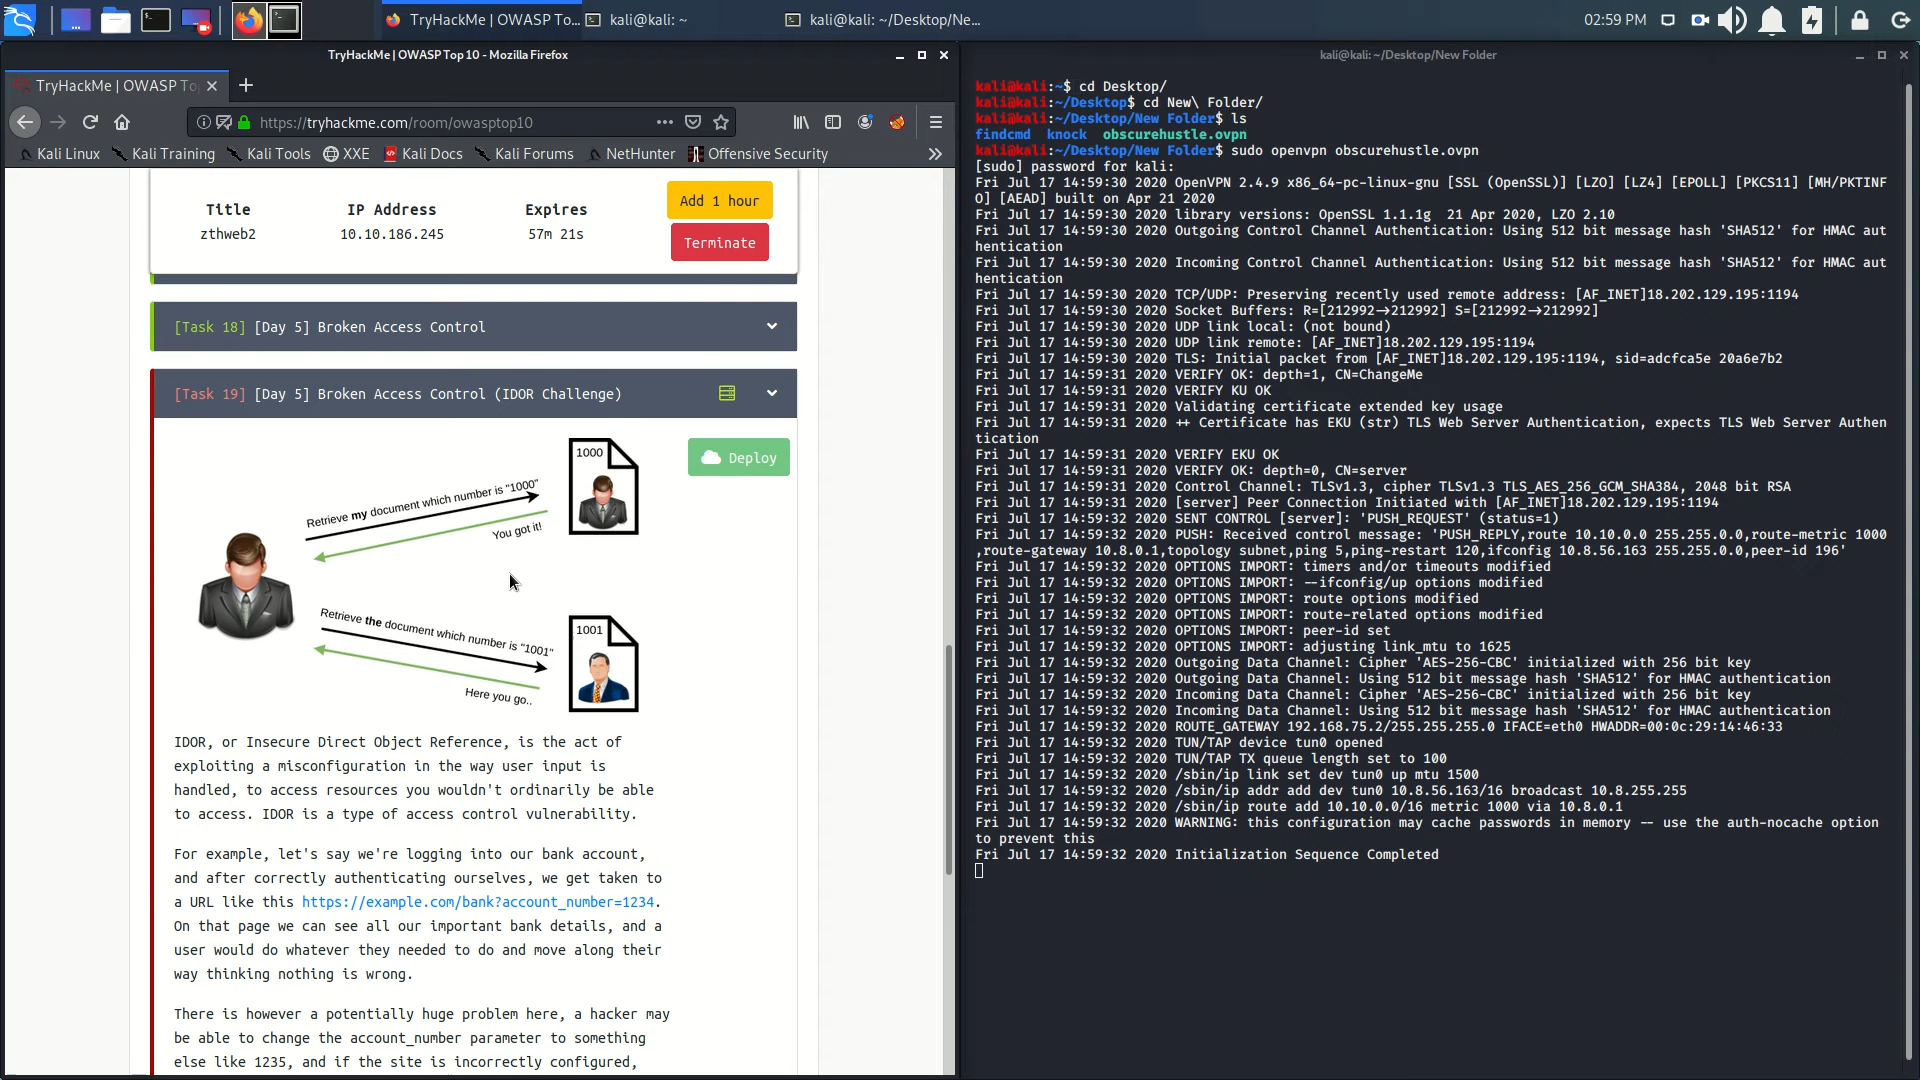 TryHackMe | OWASP To...
kali@kali: ~
kali@kali: ~/Desktop/Ne...
02:59 PM
TryHackMe | OWASP Top 10 - Mozilla Firefox
TryHackMe | OWASP To
https://tryhackme.com/room/owasptop10
Kali Linux
Kali Training
Kali Tools
XXE
Kali Docs
Kali Forums
NetHunter
Offensive Security
Title IP Address Expires
zthweb2 10.10.186.245 57m 21s
Add 1 hour
Terminate
[Task 18] [Day 5] Broken Access Control
[Task 19] [Day 5] Broken Access Control (IDOR Challenge)
Deploy
1000
Retrieve my document which number is "1000"
You got it!
1001
Retrieve the document which number is "1001"
Here you go..
IDOR, or Insecure Direct Object Reference, is the act of
exploiting a misconfiguration in the way user input is
handled, to access resources you wouldn't ordinarily be able
to access. IDOR is a type of access control vulnerability.
For example, let's say we're logging into our bank account,
and after correctly authenticating ourselves, we get taken to
a URL like this https://example.com/bank?account_number=1234.
On that page we can see all our important bank details, and a
user would do whatever they needed to do and move along their
way thinking nothing is wrong.
There is however a potentially huge problem here, a hacker may
be able to change the account_number parameter to something
else like 1235, and if the site is incorrectly configured,
kali@kali: ~/Desktop/New Folder
kali@kali:~$ cd Desktop/
kali@kali:~/Desktop$ cd New\ Folder/
kali@kali:~/Desktop/New Folder$ ls
findcmd knock obscurehustle.ovpn
kali@kali:~/Desktop/New Folder$ sudo openvpn obscurehustle.ovpn
[sudo] password for kali:
Fri Jul 17 14:59:30 2020 OpenVPN 2.4.9 x86_64-pc-linux-gnu [SSL (OpenSSL)] [LZO] [LZ4] [EPOLL] [PKCS11] [MH/PKTINF
O] [AEAD] built on Apr 21 2020
Fri Jul 17 14:59:30 2020 library versions: OpenSSL 1.1.1g  21 Apr 2020, LZO 2.10
Fri Jul 17 14:59:30 2020 Outgoing Control Channel Authentication: Using 512 bit message hash 'SHA512' for HMAC aut
hentication
Fri Jul 17 14:59:30 2020 Incoming Control Channel Authentication: Using 512 bit message hash 'SHA512' for HMAC aut
hentication
Fri Jul 17 14:59:30 2020 TCP/UDP: Preserving recently used remote address: [AF_INET]18.202.129.195:1194
Fri Jul 17 14:59:30 2020 Socket Buffers: R=[212992->212992] S=[212992->212992]
Fri Jul 17 14:59:30 2020 UDP link local: (not bound)
Fri Jul 17 14:59:30 2020 UDP link remote: [AF_INET]18.202.129.195:1194
Fri Jul 17 14:59:30 2020 TLS: Initial packet from [AF_INET]18.202.129.195:1194, sid=adcfca5e 20a6e7b2
Fri Jul 17 14:59:31 2020 VERIFY OK: depth=1, CN=ChangeMe
Fri Jul 17 14:59:31 2020 VERIFY KU OK
Fri Jul 17 14:59:31 2020 Validating certificate extended key usage
Fri Jul 17 14:59:31 2020 ++ Certificate has EKU (str) TLS Web Server Authentication, expects TLS Web Server Authen
tication
Fri Jul 17 14:59:31 2020 VERIFY EKU OK
Fri Jul 17 14:59:31 2020 VERIFY OK: depth=0, CN=server
Fri Jul 17 14:59:31 2020 Control Channel: TLSv1.3, cipher TLSv1.3 TLS_AES_256_GCM_SHA384, 2048 bit RSA
Fri Jul 17 14:59:31 2020 [server] Peer Connection Initiated with [AF_INET]18.202.129.195:1194
Fri Jul 17 14:59:32 2020 SENT CONTROL [server]: 'PUSH_REQUEST' (status=1)
Fri Jul 17 14:59:32 2020 PUSH: Received control message: 'PUSH_REPLY,route 10.10.0.0 255.255.0.0,route-metric 1000
,route-gateway 10.8.0.1,topology subnet,ping 5,ping-restart 120,ifconfig 10.8.56.163 255.255.0.0,peer-id 196'
Fri Jul 17 14:59:32 2020 OPTIONS IMPORT: timers and/or timeouts modified
Fri Jul 17 14:59:32 2020 OPTIONS IMPORT: --ifconfig/up options modified
Fri Jul 17 14:59:32 2020 OPTIONS IMPORT: route options modified
Fri Jul 17 14:59:32 2020 OPTIONS IMPORT: route-related options modified
Fri Jul 17 14:59:32 2020 OPTIONS IMPORT: peer-id set
Fri Jul 17 14:59:32 2020 OPTIONS IMPORT: adjusting link_mtu to 1625
Fri Jul 17 14:59:32 2020 Outgoing Data Channel: Cipher 'AES-256-CBC' initialized with 256 bit key
Fri Jul 17 14:59:32 2020 Outgoing Data Channel: Using 512 bit message hash 'SHA512' for HMAC authentication
Fri Jul 17 14:59:32 2020 Incoming Data Channel: Cipher 'AES-256-CBC' initialized with 256 bit key
Fri Jul 17 14:59:32 2020 Incoming Data Channel: Using 512 bit message hash 'SHA512' for HMAC authentication
Fri Jul 17 14:59:32 2020 ROUTE_GATEWAY 192.168.75.2/255.255.255.0 IFACE=eth0 HWADDR=00:0c:29:14:46:33
Fri Jul 17 14:59:32 2020 TUN/TAP device tun0 opened
Fri Jul 17 14:59:32 2020 TUN/TAP TX queue length set to 100
Fri Jul 17 14:59:32 2020 /sbin/ip link set dev tun0 up mtu 1500
Fri Jul 17 14:59:32 2020 /sbin/ip addr add dev tun0 10.8.56.163/16 broadcast 10.8.255.255
Fri Jul 17 14:59:32 2020 /sbin/ip route add 10.10.0.0/16 metric 1000 via 10.8.0.1
Fri Jul 17 14:59:32 2020 WARNING: this configuration may cache passwords in memory -- use the auth-nocache option
to prevent this
Fri Jul 17 14:59:32 2020 Initialization Sequence Completed